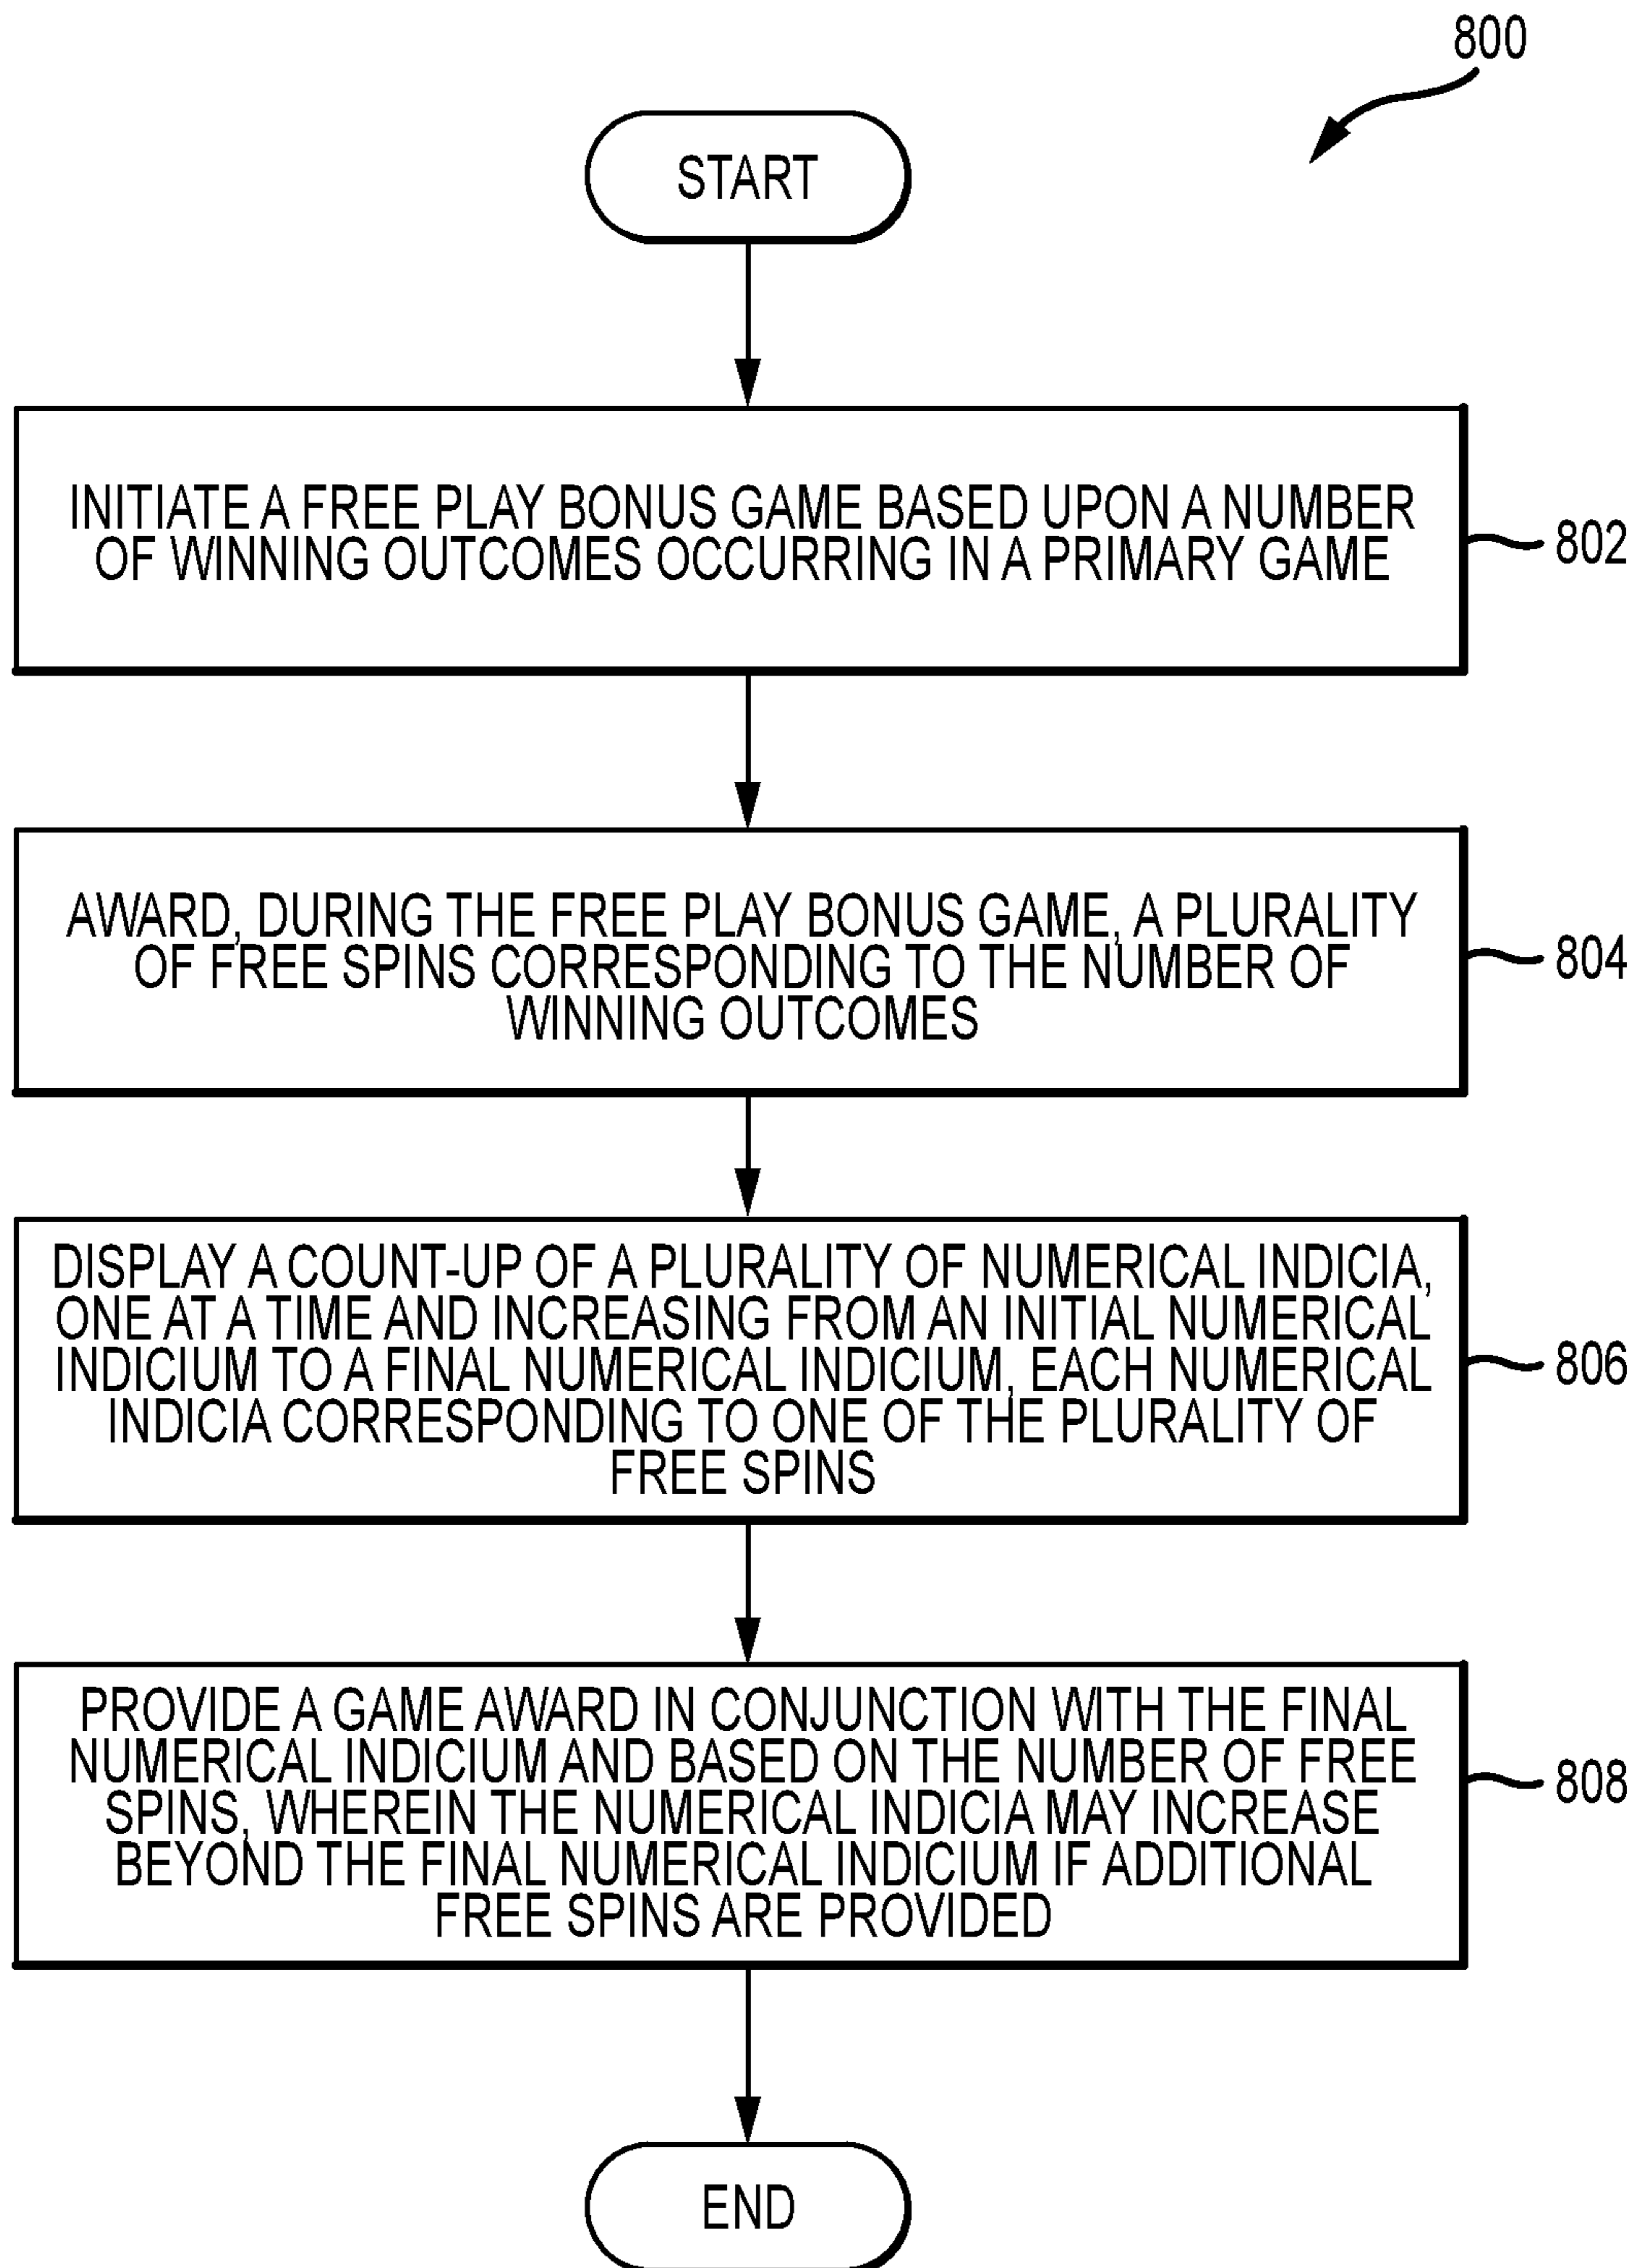 800
START
INITIATE A FREE PLAY BONUS GAME BASED UPON A NUMBER
OF WINNING OUTCOMES OCCURRING IN A PRIMARY GAME
802
AWARD, DURING THE FREE PLAY BONUS GAME, A PLURALITY
OF FREE SPINS CORRESPONDING TO THE NUMBER OF
WINNING OUTCOMES
804
DISPLAY A COUNT-UP OF A PLURALITY OF NUMERICAL INDICIA,
ONE AT A TIME AND INCREASING FROM AN INITIAL NUMERICAL
INDICIUM TO A FINAL NUMERICAL INDICIUM, EACH NUMERICAL
INDICIA CORRESPONDING TO ONE OF THE PLURALITY OF
FREE SPINS
806
PROVIDE A GAME AWARD IN CONJUNCTION WITH THE FINAL
NUMERICAL INDICIUM AND BASED ON THE NUMBER OF FREE
SPINS, WHEREIN THE NUMERICAL INDICIA MAY INCREASE
BEYOND THE FINAL NUMERICAL INDICIUM IF ADDITIONAL
FREE SPINS ARE PROVIDED
808
END